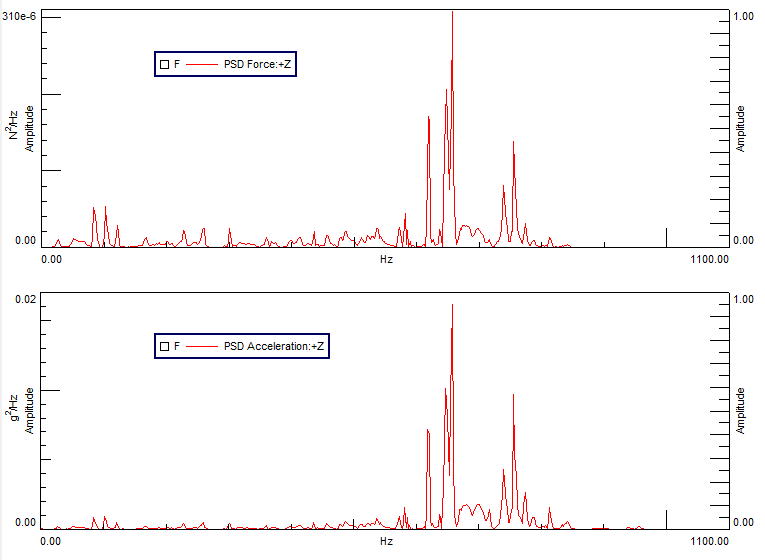 310e-6
1.00
F PSD Force:+Z
N²/Hz
Amplitude
Amplitude
0.00
0.00
0.00
Hz
1100.00
0.02
1.00
F PSD Acceleration:+Z
g²/Hz
Amplitude
Amplitude
0.00
0.00
0.00
Hz
1100.00